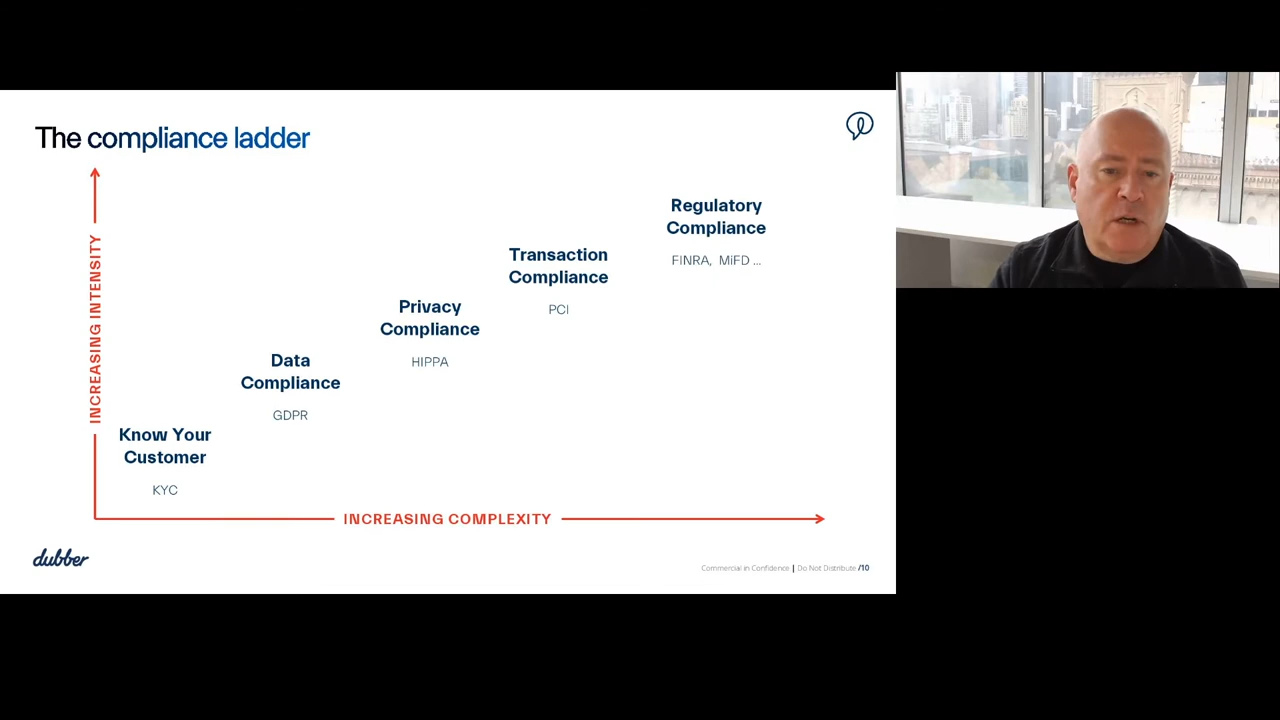 The compliance ladder
INCREASING INTENSITY
Regulatory
Compliance
FINRA, MiFD ...
Transaction
Compliance
PCI
Privacy
Compliance
HIPPA
Data
Compliance
GDPR
Know Your
Customer
KYC
INCREASING COMPLEXITY
dubber
Commercial in Confidence | Do Not Distribute /10